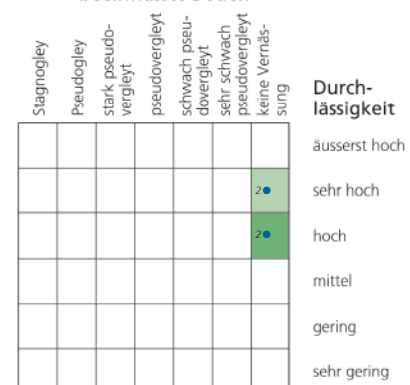 Stagnogley
Pseudogley
stark pseudo-
vergleyt
pseudovergleyt
schwach pseu-
dovergleyt
sehr schwach
pseudovergleyt
keine Vernäs-
sung
Durch-
lässigkeit
äusserst hoch
2
sehr hoch
2
hoch
mittel
gering
sehr gering